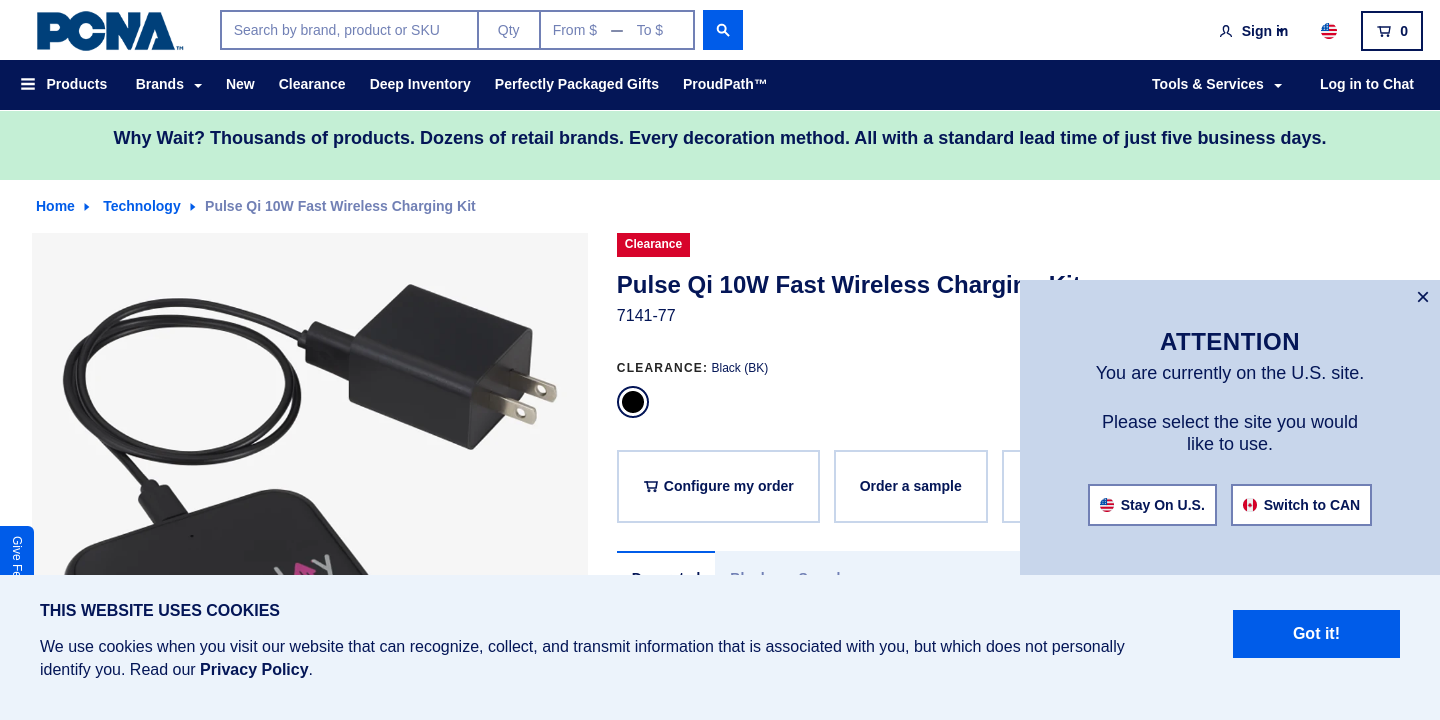 PCNA™
Search by brand, product or SKU
Qty
From $ — To $
Sign in
0
Products
Brands
New
Clearance
Deep Inventory
Perfectly Packaged Gifts
ProudPath™
Tools & Services
Log in to Chat
Why Wait? Thousands of products. Dozens of retail brands. Every decoration method. All with a standard lead time of just five business days.
Home
Technology
Pulse Qi 10W Fast Wireless Charging Kit
Clearance
Pulse Qi 10W Fast Wireless Charging Kit
7141-77
CLEARANCE: Black (BK)
Configure my order
Order a sample
×
ATTENTION
You are currently on the U.S. site.
Please select the site you would
like to use.
Stay On U.S.
Switch to CAN
Give
THIS WEBSITE USES COOKIES
We use cookies when you visit our website that can recognize, collect, and transmit information that is associated with you, but which does not personally
identify you. Read our Privacy Policy.
Got it!